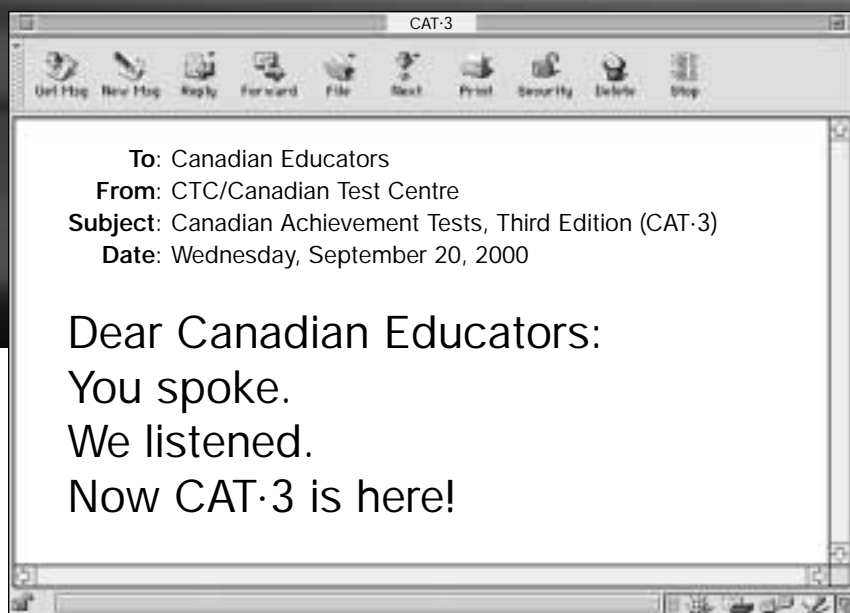 CAT·3
Get Msg New Msg Reply Forward File Next Print Security Delete Stop
To: Canadian Educators
From: CTC/Canadian Test Centre
Subject: Canadian Achievement Tests, Third Edition (CAT·3)
Date: Wednesday, September 20, 2000
Dear Canadian Educators:
You spoke.
We listened.
Now CAT·3 is here!